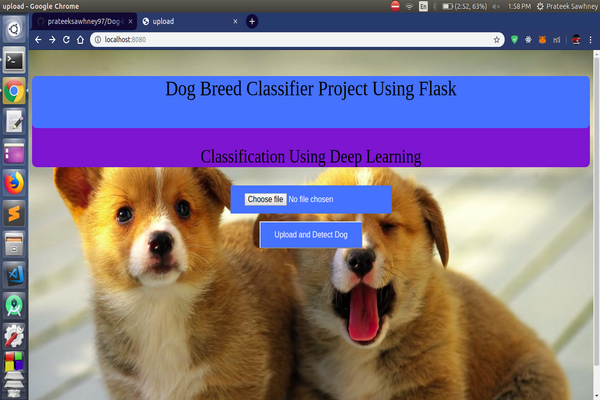 upload - Google Chrome
En
(2:52, 63%)
1:58 PM
Prateek Sawhney
prateeksawhney97/Dog-
upload
localhost:8080
Dog Breed Classifier Project Using Flask
Classification Using Deep Learning
Choose file No file chosen
Upload and Detect Dog